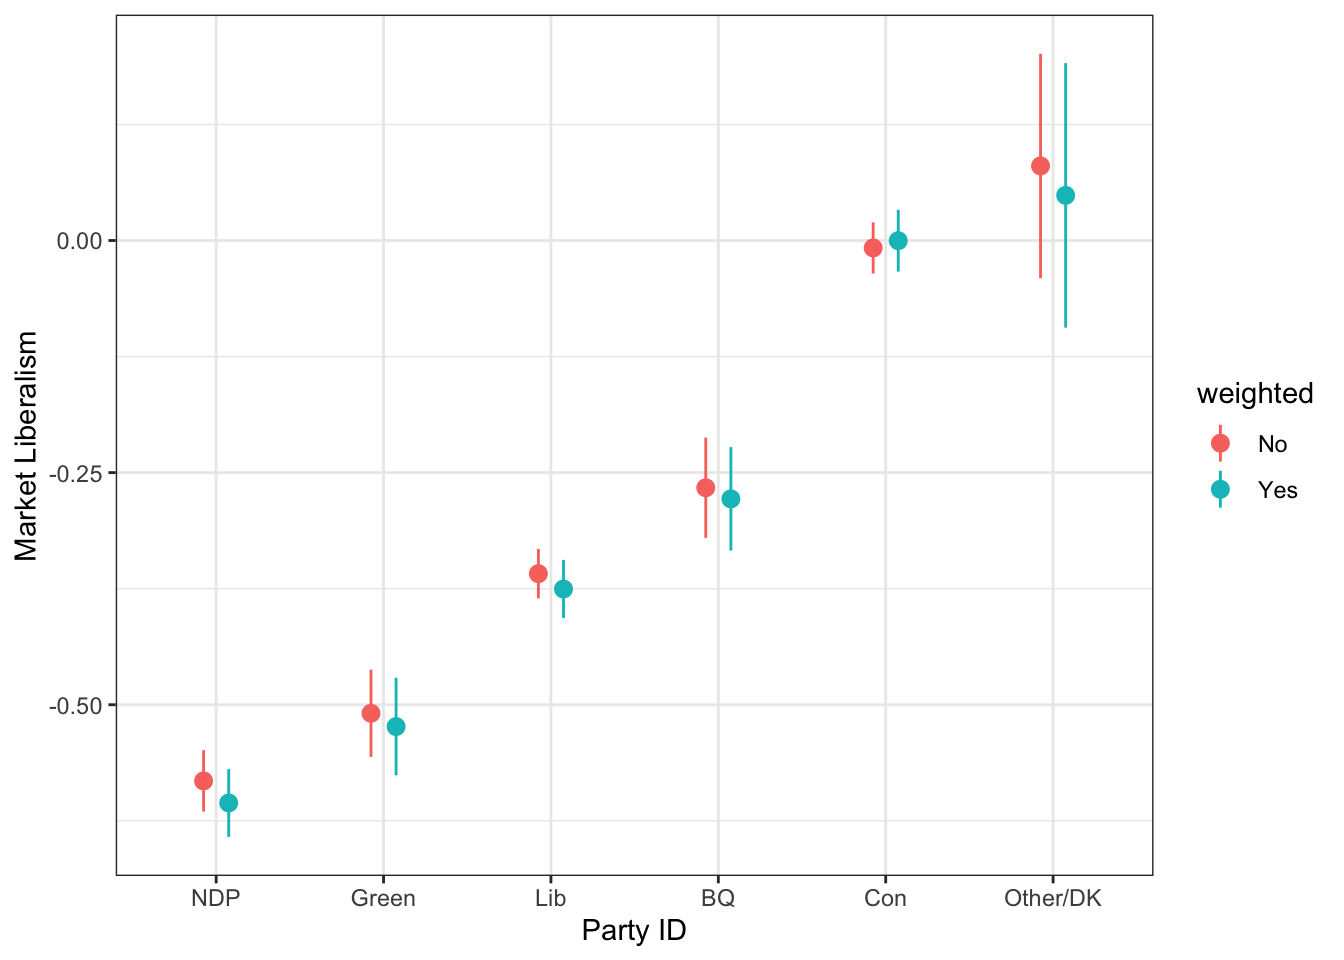 Market Liberalism
0.00
-0.25
-0.50
NDP Green Lib BQ Con Other/DK
Party ID
weighted
No
Yes